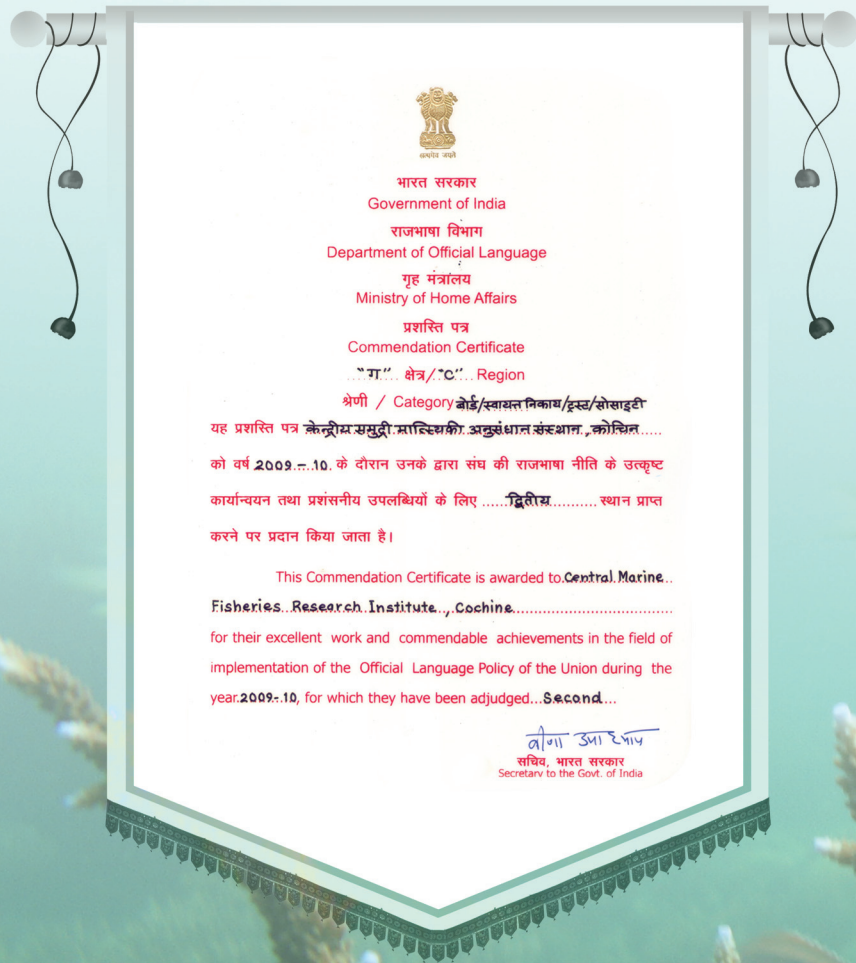 सत्यमेव जयते
भारत सरकार
Government of India
राजभाषा विभाग
Department of Official Language
गृह मंत्रालय
Ministry of Home Affairs
प्रशस्ति पत्र
Commendation Certificate
"ग" क्षेत्र/"C" Region
श्रेणी / Category बोर्ड/स्वायत्त निकाय/ट्रस्ट/सोसाइटी
यह प्रशस्ति पत्र केन्द्रीय समुद्री मात्स्यिकी अनुसंधान संस्थान, कोचिन
को वर्ष 2009-10 के दौरान उनके द्वारा संघ की राजभाषा नीति के उत्कृष्ट
कार्यान्वयन तथा प्रशंसनीय उपलब्धियों के लिए ......द्वितीय.......... स्थान प्राप्त
करने पर प्रदान किया जाता है।
This Commendation Certificate is awarded to Central Marine
Fisheries Research Institute, Cochine
for their excellent work and commendable achievements in the field of
implementation of the Official Language Policy of the Union during the
year 2009-10, for which they have been adjudged...Second...
वीणा उपाध्याय
सचिव, भारत सरकार
Secretary to the Govt. of India